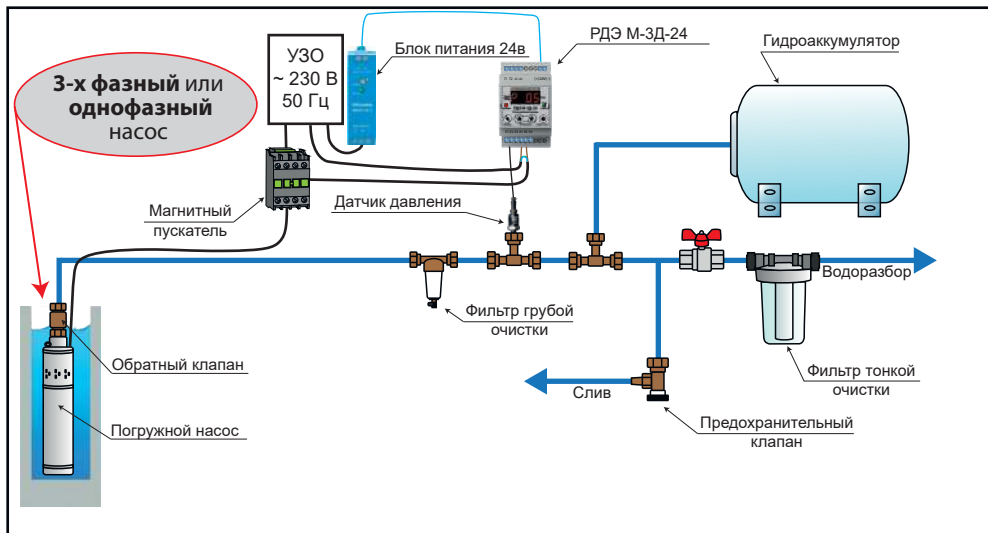 3-х фазный или
однофазный
насос
УЗО
~ 230 В
50 Гц
Блок питания 24в
РДЭ М-3Д-24
Гидроаккумулятор
Магнитный
пускатель
Датчик давления
Водоразбор
Фильтр грубой
очистки
Обратный клапан
Фильтр тонкой
очистки
Слив
Предохранительный
клапан
Погружной насос